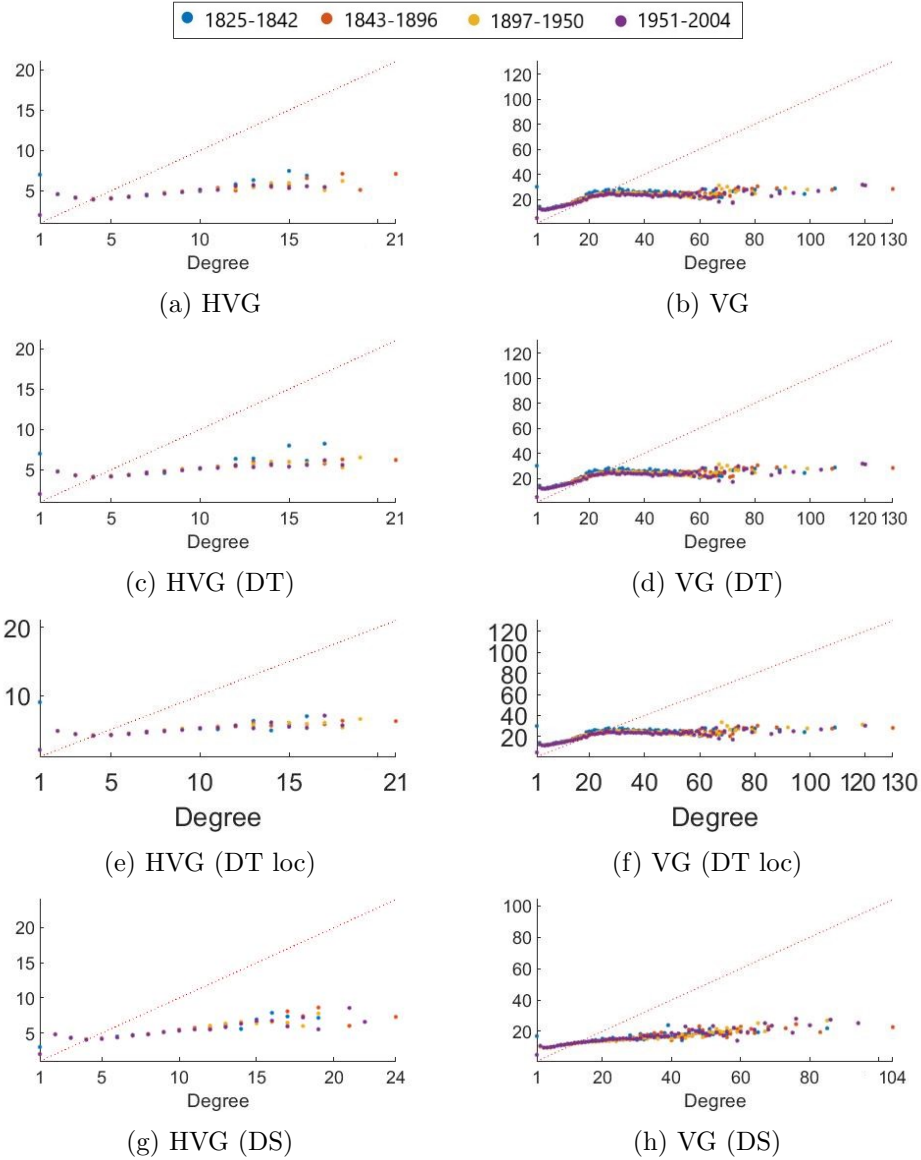 1825-1842 1843-1896 1897-1950 1951-2004
20
15
10
5
1 5 10 15 21
Degree
(a) HVG
120
100
80
60
40
20
1 20 40 60 80 100 120 130
Degree
(b) VG
20
15
10
5
1 5 10 15 21
Degree
(c) HVG (DT)
120
100
80
60
40
20
1 20 40 60 80 100 120 130
Degree
(d) VG (DT)
20
10
1 5 10 15 21
Degree
(e) HVG (DT loc)
120
100
80
60
40
20
1 20 40 60 80 100 120 130
Degree
(f) VG (DT loc)
20
15
10
5
1 5 10 15 20 24
Degree
(g) HVG (DS)
100
80
60
40
20
1 20 40 60 80 104
Degree
(h) VG (DS)